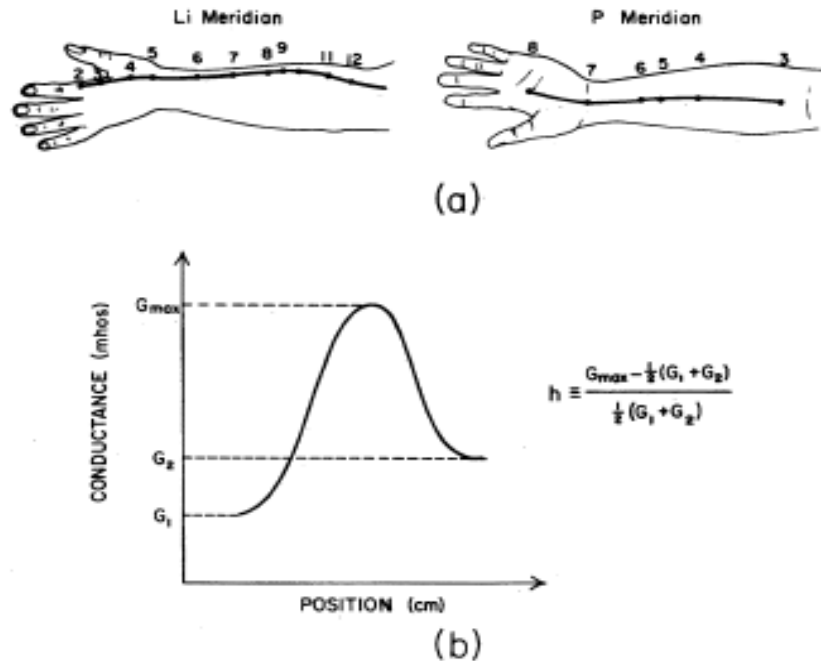 Li Meridian
P Meridian
2 4 5 6 7 8 9 11 12
8 7 6 5 4 3
(a)
CONDUCTANCE (mhos)
Gmax
G₂
G₁
POSITION (cm)
h ≡ Gmax – ½ (G₁ + G₂) / ½ (G₁ + G₂)
(b)